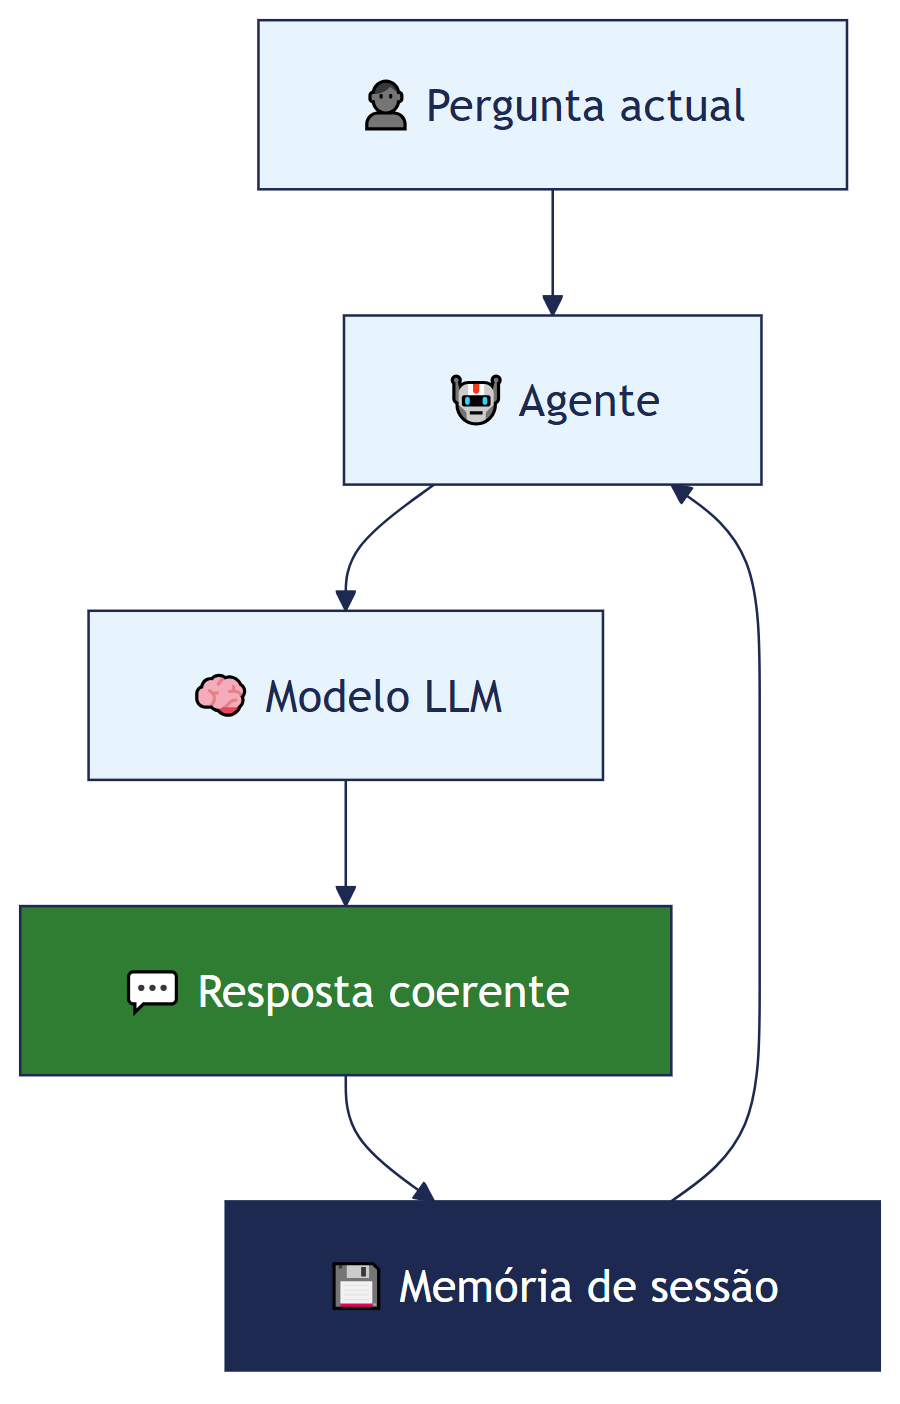 Pergunta actual
Agente
Modelo LLM
Resposta coerente
Memória de sessão